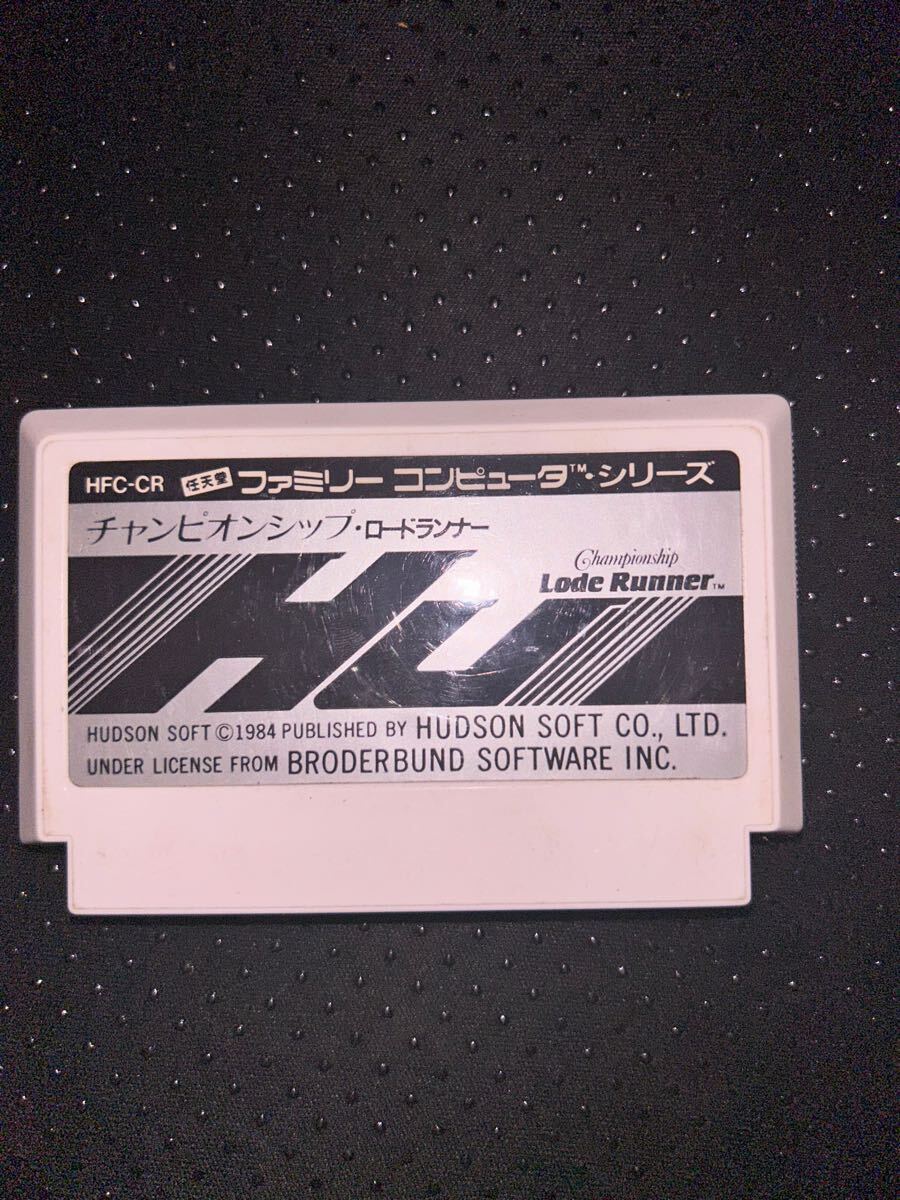 HFC-CR 任天堂 ファミリー コンピュータ™・シリーズ
チャンピオンシップ・ロードランナー
Championship
Lode Runner™
HUDSON SOFT ©1984 PUBLISHED BY HUDSON SOFT CO., LTD.
UNDER LICENSE FROM BRODERBUND SOFTWARE INC.